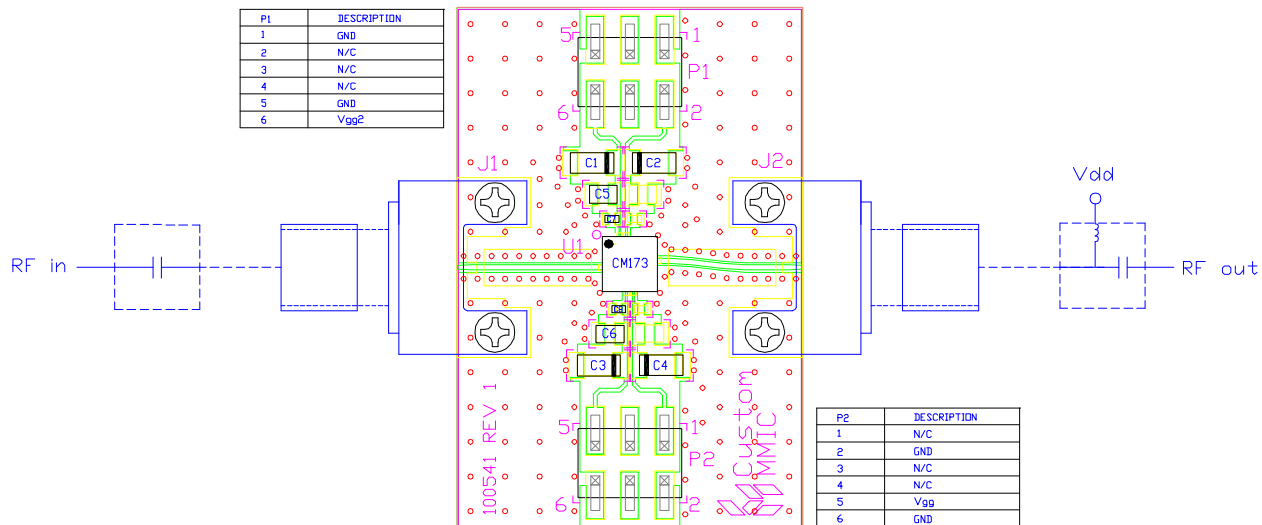 P1 DESCRIPTION
1 GND
2 N/C
3 N/C
4 N/C
5 GND
6 Vgg2
5 1
P1
6 2
C1 C2
J1 J2
C5
C7
U1
CM173
Vdd
RF in
RF out
C8
C6
C3 C4
100541 REV 1
Custom
MMIC
5 1
P2
6 2
P2 DESCRIPTION
1 N/C
2 GND
3 N/C
4 N/C
5 Vgg
6 GND